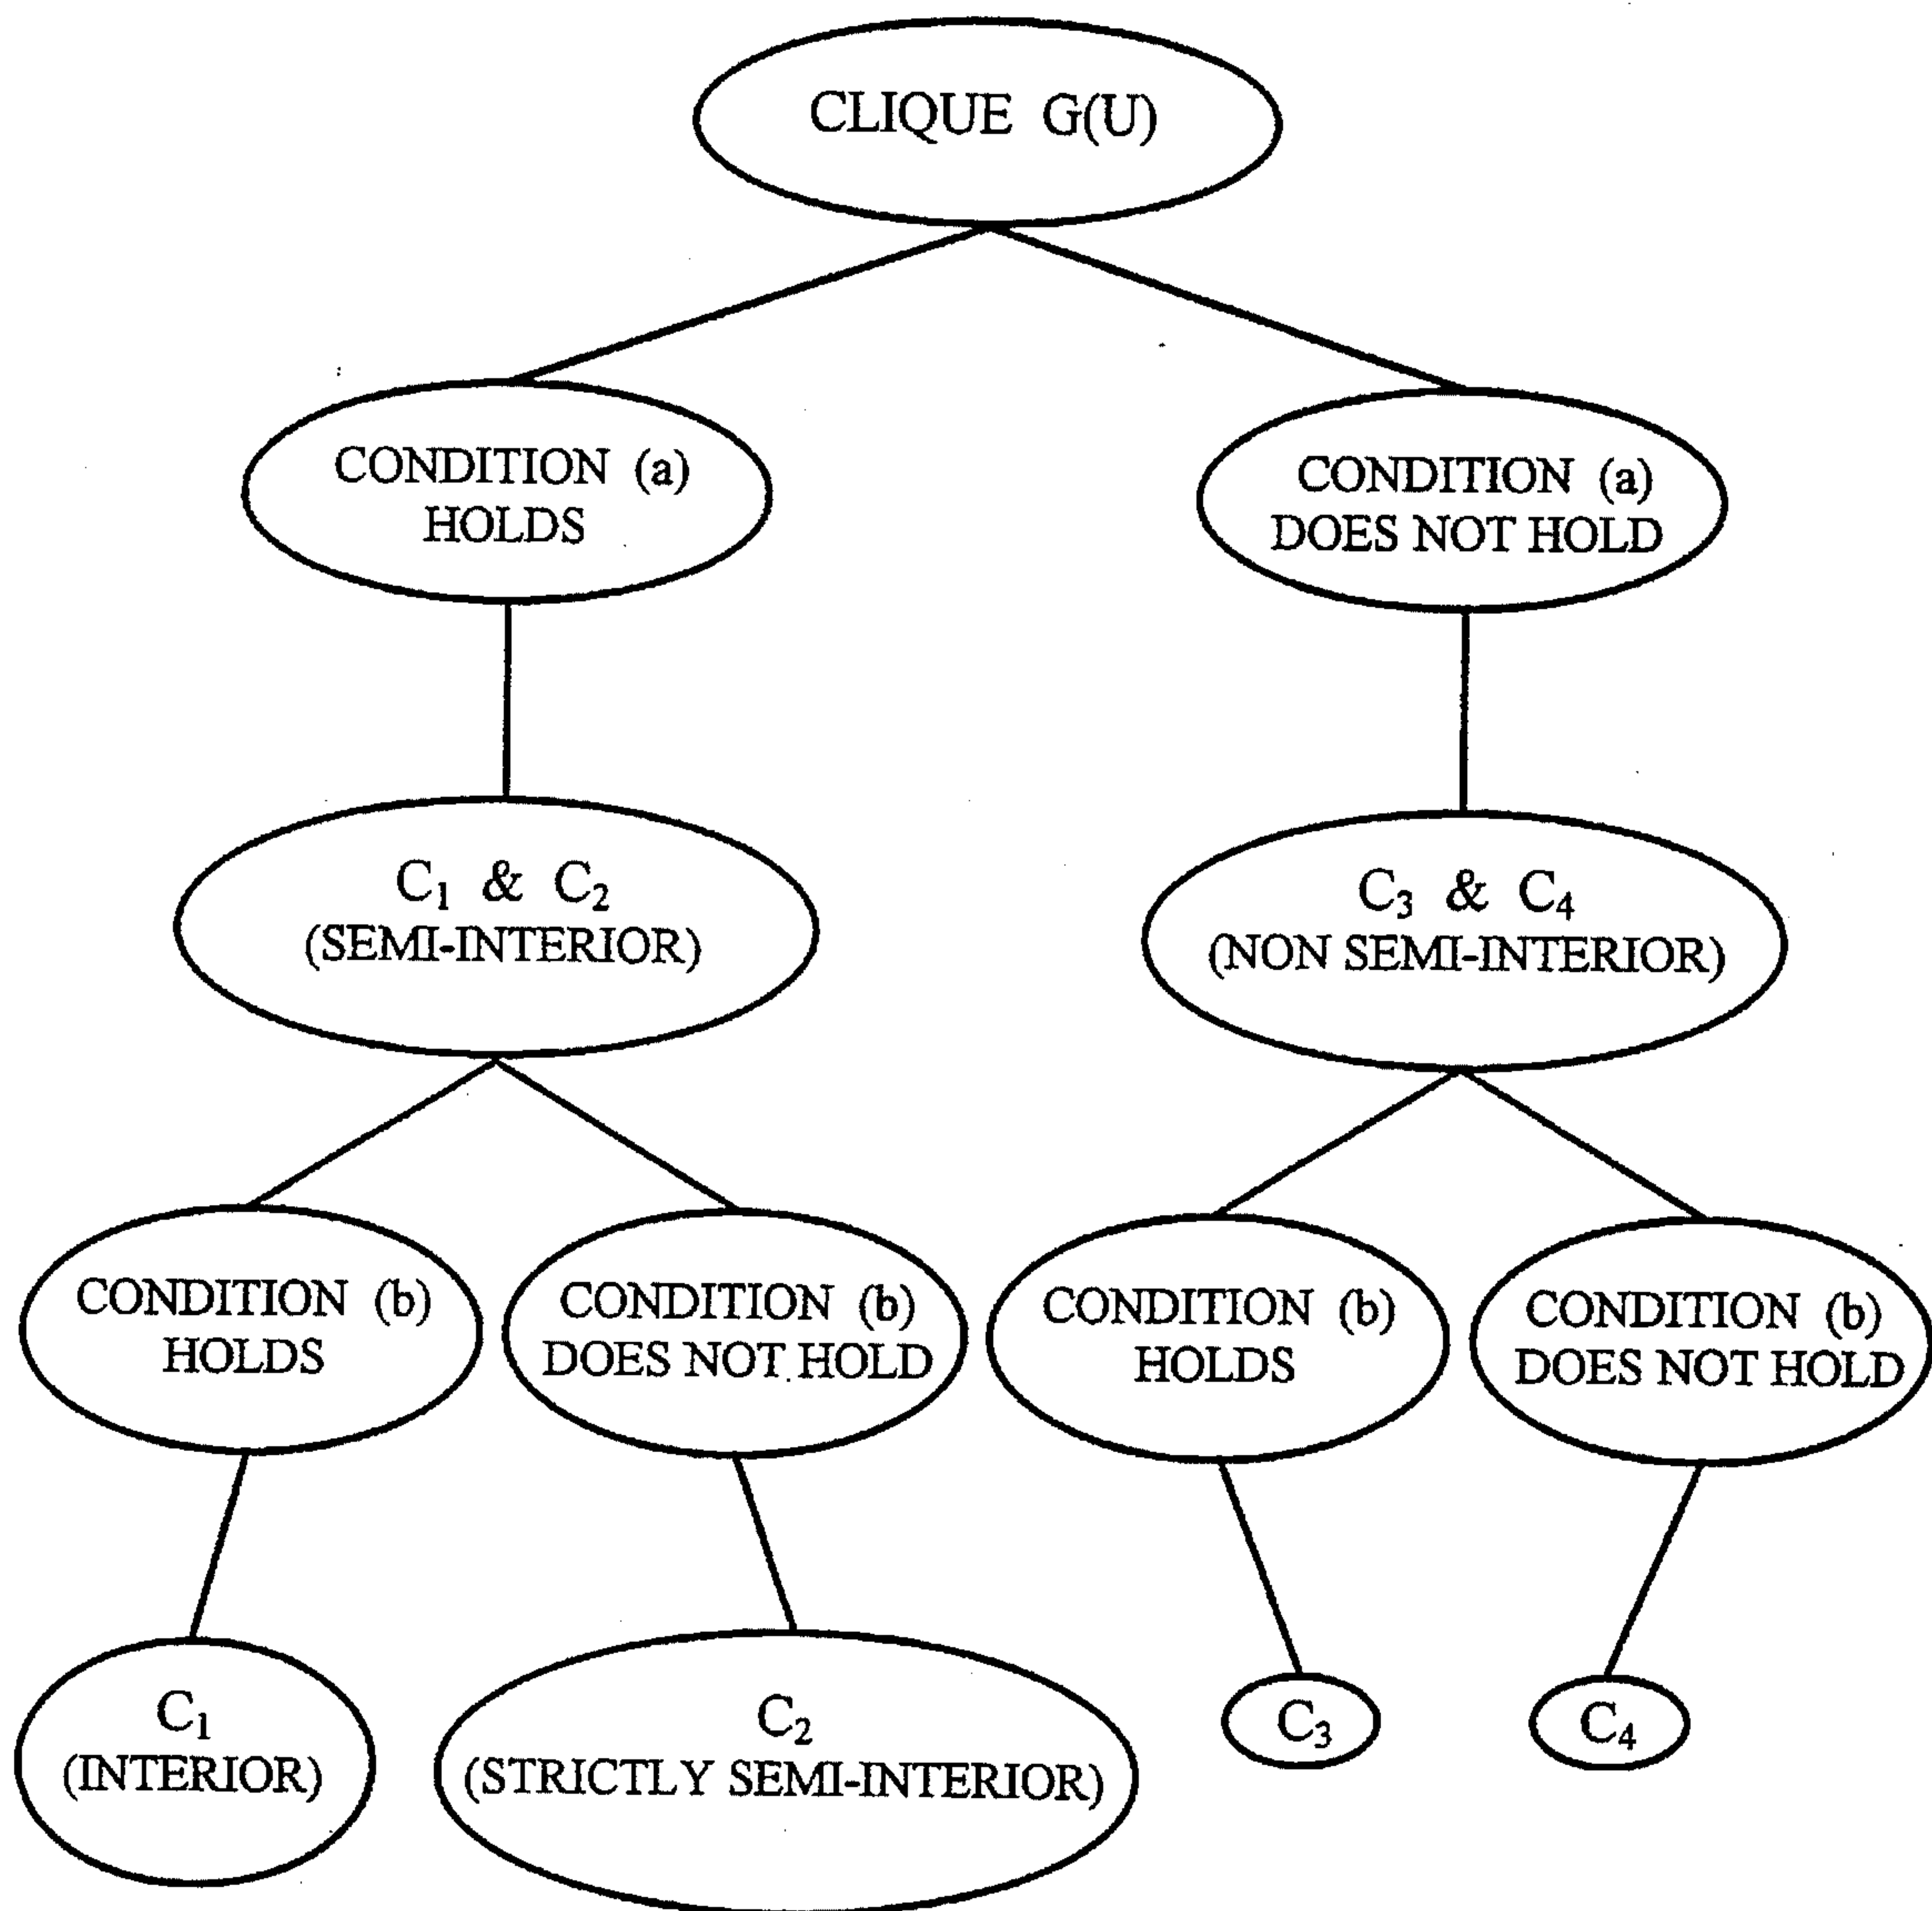 CLIQUE G(U)
CONDITION (a)
HOLDS
CONDITION (a)
DOES NOT HOLD
C₁ & C₂
(SEMI-INTERIOR)
C₃ & C₄
(NON SEMI-INTERIOR)
CONDITION (b)
HOLDS
CONDITION (b)
DOES NOT HOLD
CONDITION (b)
HOLDS
CONDITION (b)
DOES NOT HOLD
C₁
(INTERIOR)
C₂
(STRICTLY SEMI-INTERIOR)
C₃
C₄